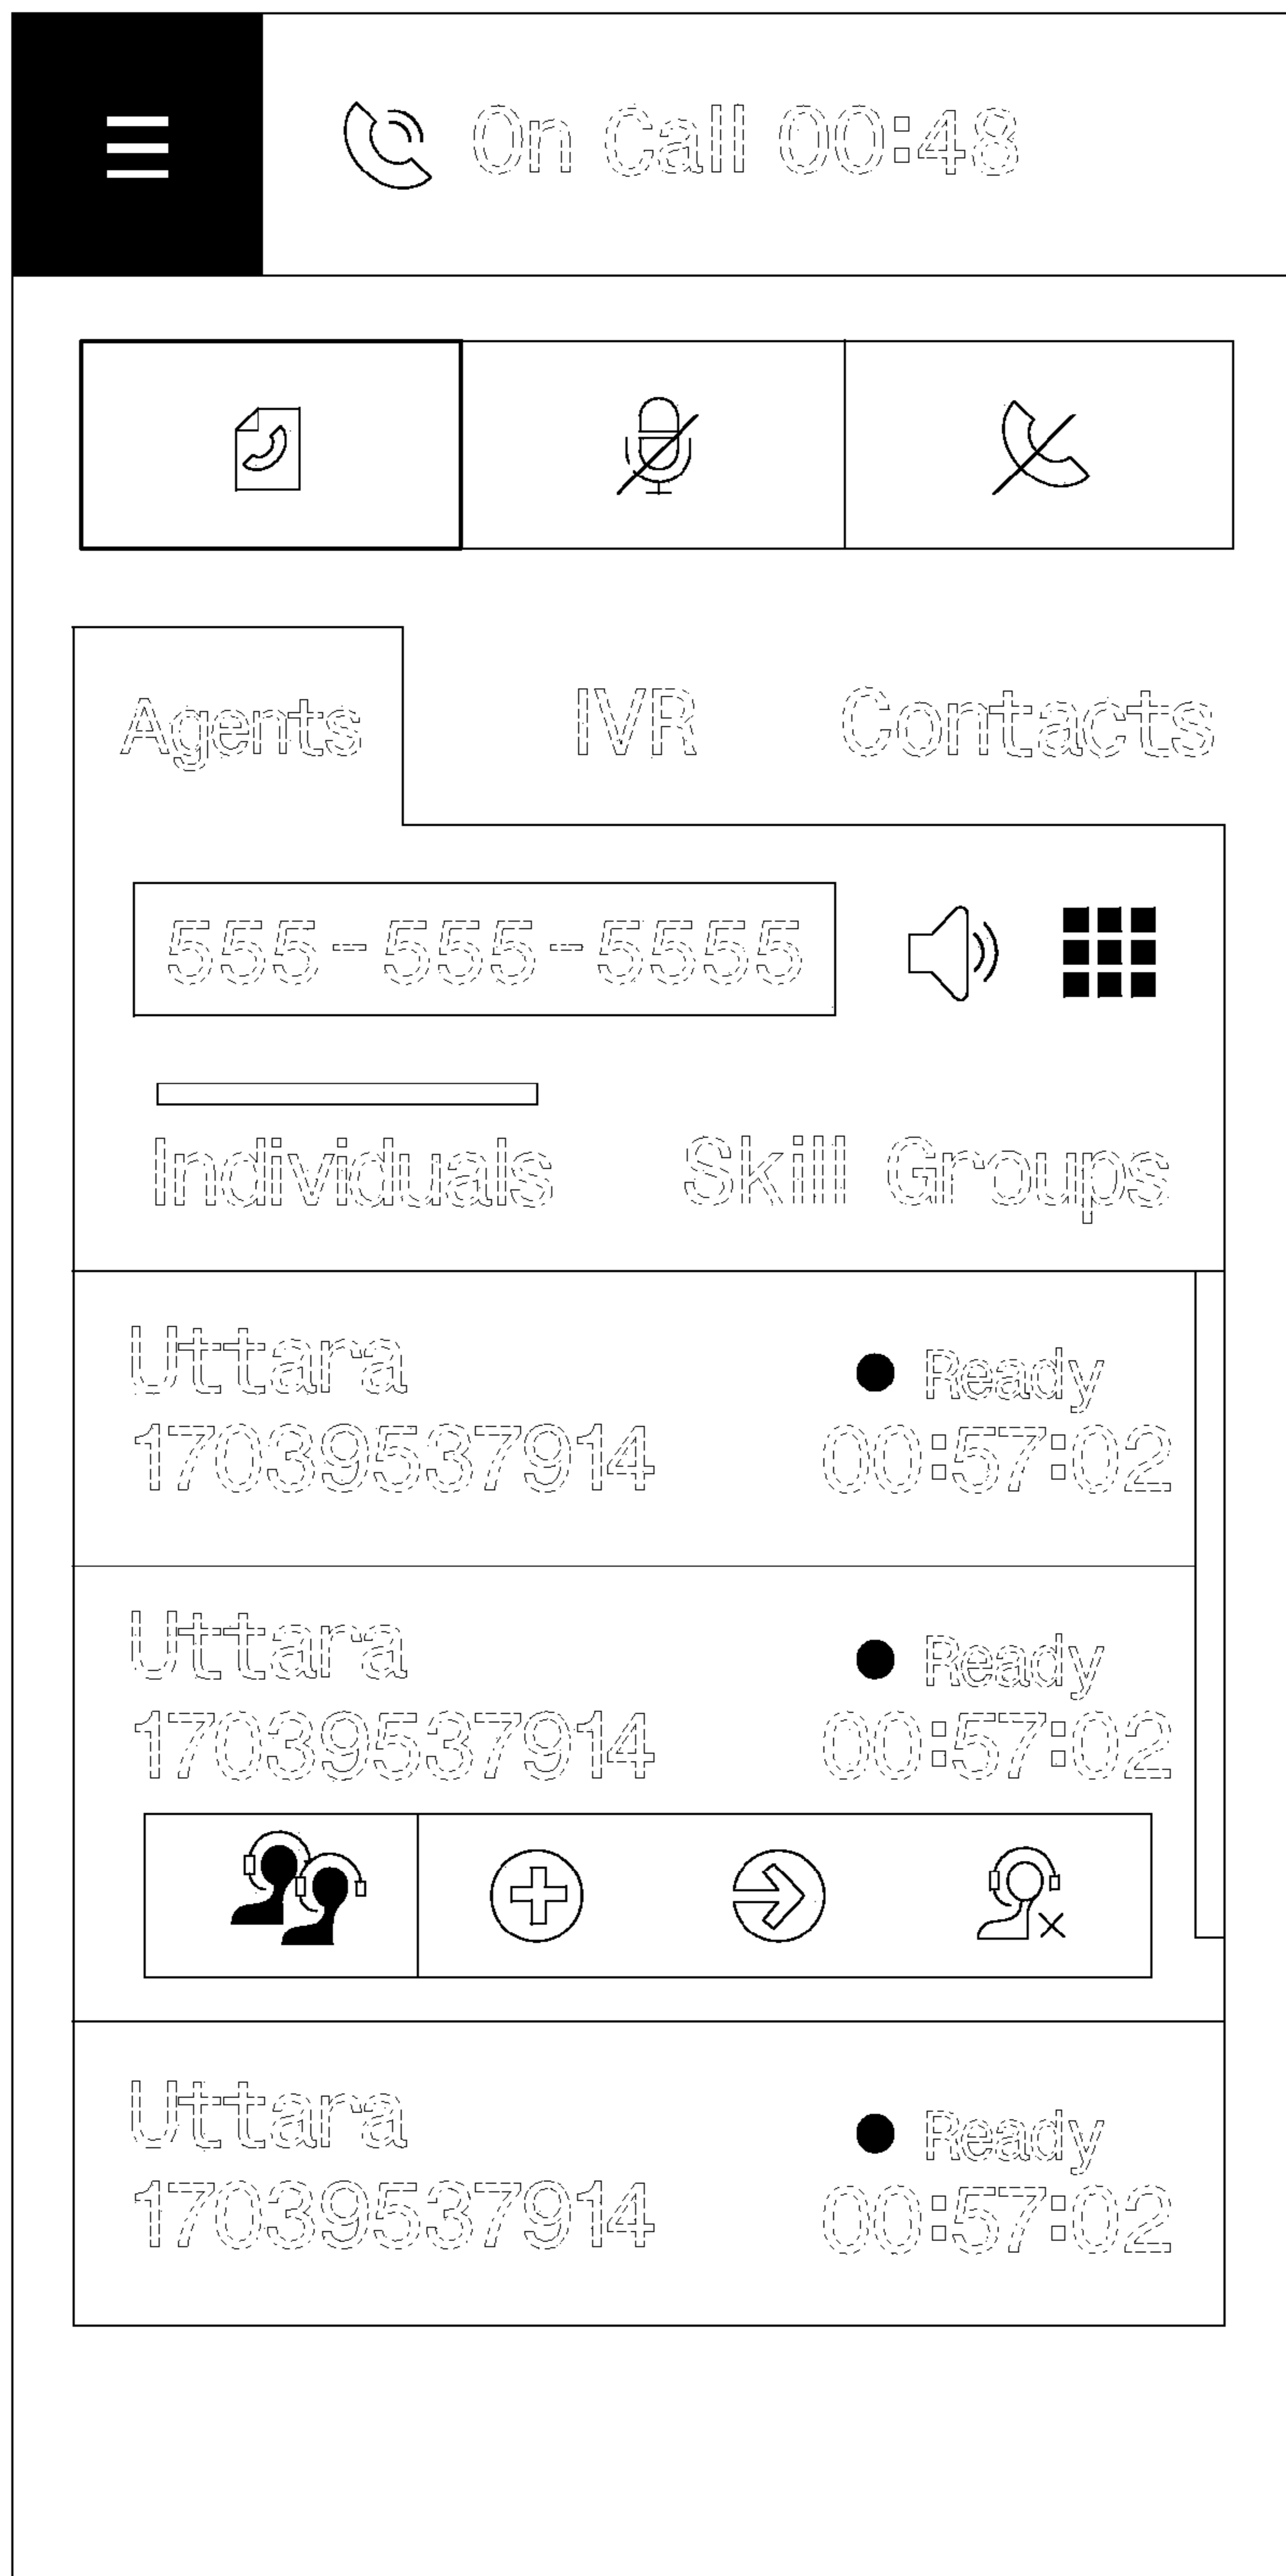 On Call 00:48
Agents IVR Contacts
555-555-5555
Individuals Skill Groups
Uttara Ready
17039537914 00:57:02
Uttara Ready
17039537914 00:57:02
Uttara Ready
17039537914 00:57:02